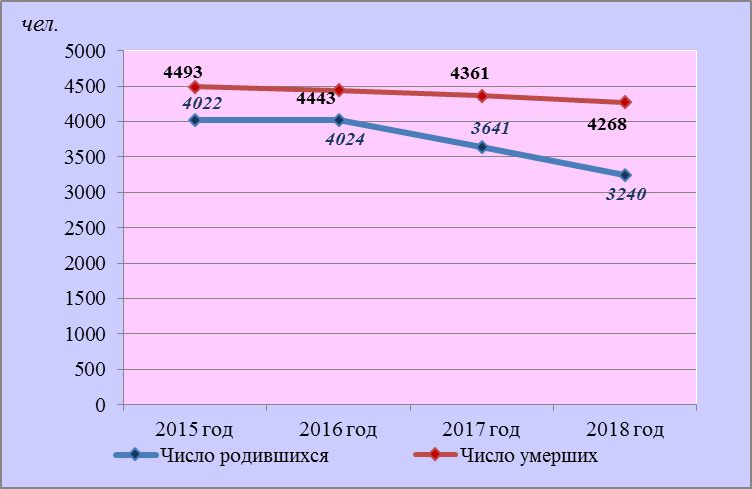 чел.
5000
4500
4000
3500
3000
2500
2000
1500
1000
500
0
4493
4443
4361
4268
4022
4024
3641
3240
2015 год
2016 год
2017 год
2018 год
Число родившихся
Число умерших